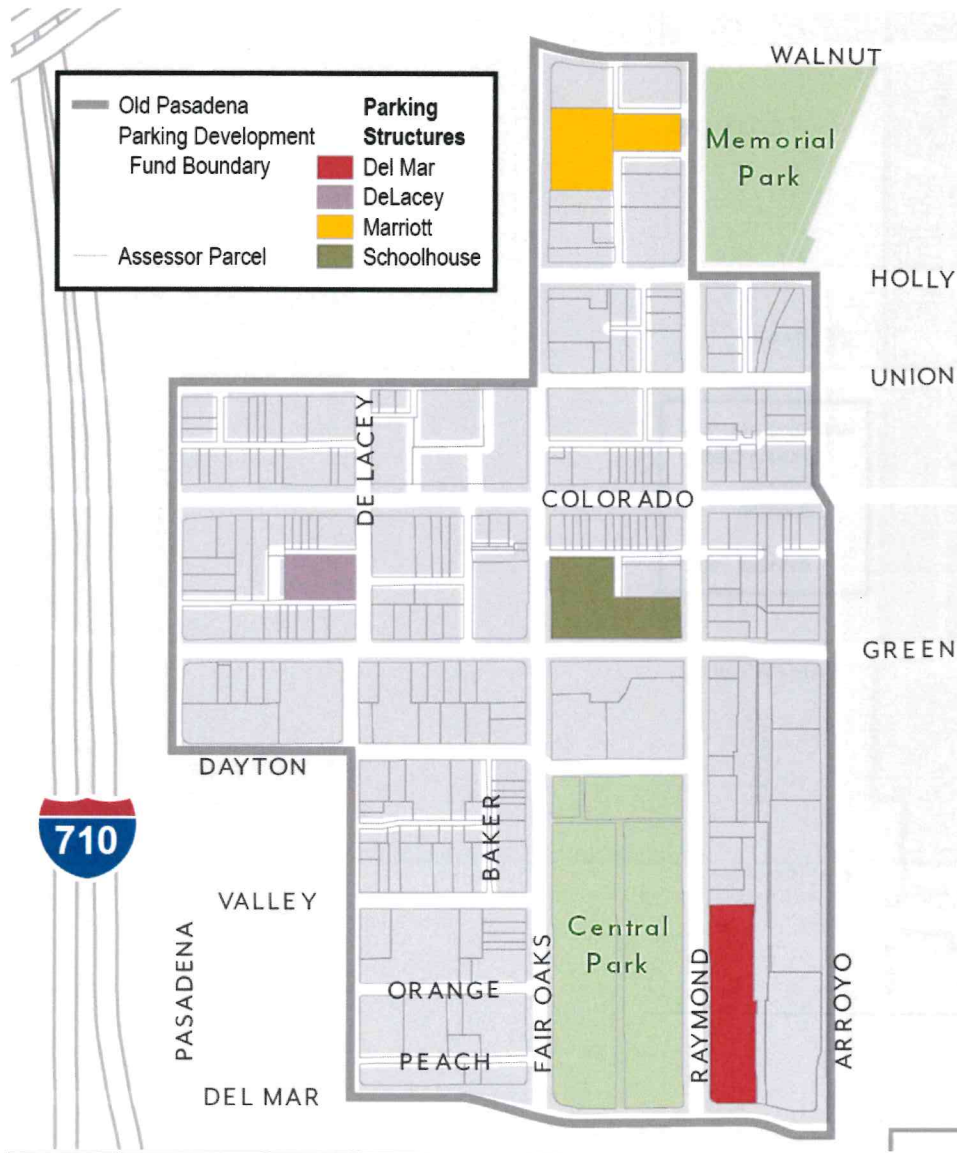 WALNUT
Old Pasadena
Parking Development
Fund Boundary
Assessor Parcel
Parking
Structures
Del Mar
DeLacey
Marriott
Schoolhouse
Memorial
Park
HOLLY
UNION
DE LACEY
COLORADO
GREEN
DAYTON
BAKER
710
VALLEY
Central
Park
PASADENA
ORANGE
FAIR OAKS
RAYMOND
ARROYO
PEACH
DEL MAR